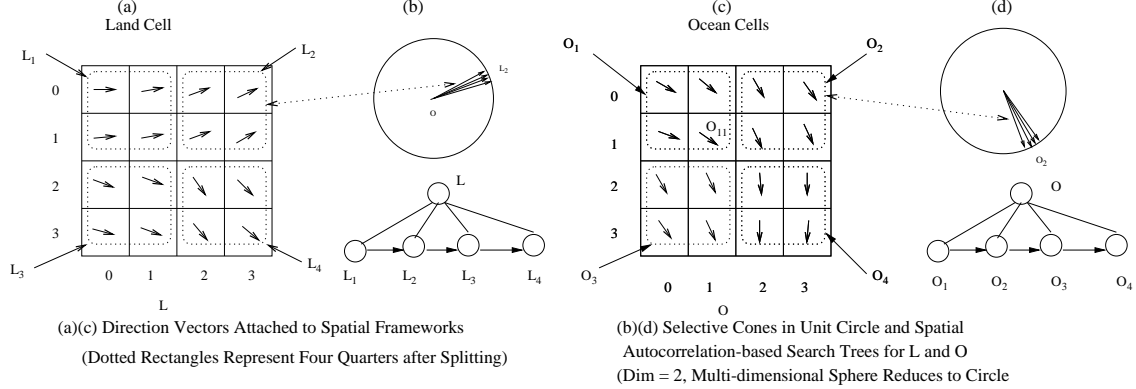 (a)
(b)
(c)
(d)
Land Cell
Ocean Cells
L1
L2
0
1
2
3
L3
L4
0 1 2 3
L
L2
O
L
L1 L2 L3 L4
O1
O2
0
1
2
3
O11
O3
O4
0 1 2 3
O
O2
O
O1 O2 O3 O4
(a)(c) Direction Vectors Attached to Spatial Frameworks
(Dotted Rectangles Represent Four Quarters after Splitting)
(b)(d) Selective Cones in Unit Circle and Spatial
Autocorrelation-based Search Trees for L and O
(Dim = 2, Multi-dimensional Sphere Reduces to Circle